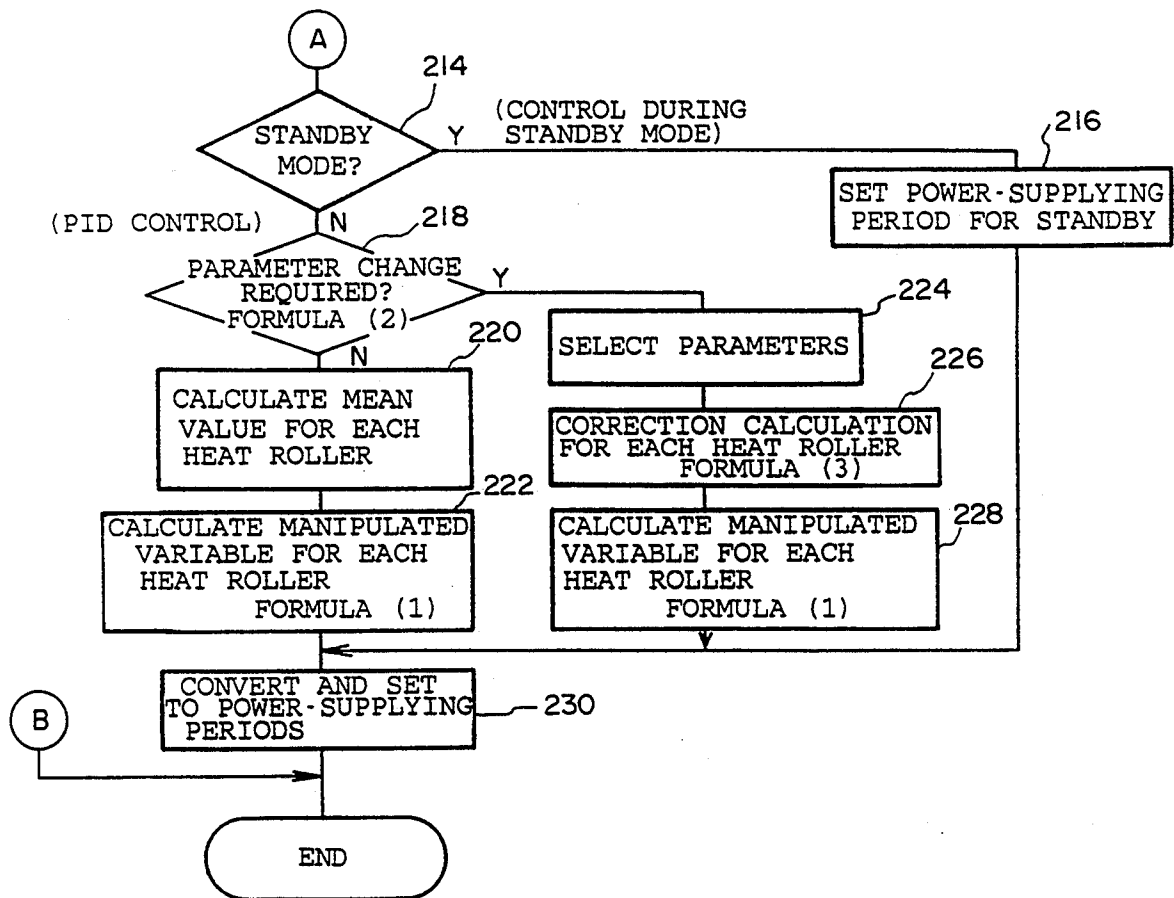 A
214
STANDBY
MODE?
Y
(CONTROL DURING
STANDBY MODE)
216
SET POWER-SUPPLYING
PERIOD FOR STANDBY
(PID CONTROL)
N
218
PARAMETER CHANGE
REQUIRED?
FORMULA (2)
Y
N
220
CALCULATE MEAN
VALUE FOR EACH
HEAT ROLLER
222
CALCULATE MANIPULATED
VARIABLE FOR EACH
HEAT ROLLER
FORMULA (1)
224
SELECT PARAMETERS
226
CORRECTION CALCULATION
FOR EACH HEAT ROLLER
FORMULA (3)
228
CALCULATE MANIPULATED
VARIABLE FOR EACH
HEAT ROLLER
FORMULA (1)
CONVERT AND SET
TO POWER-SUPPLYING
PERIODS
230
B
END